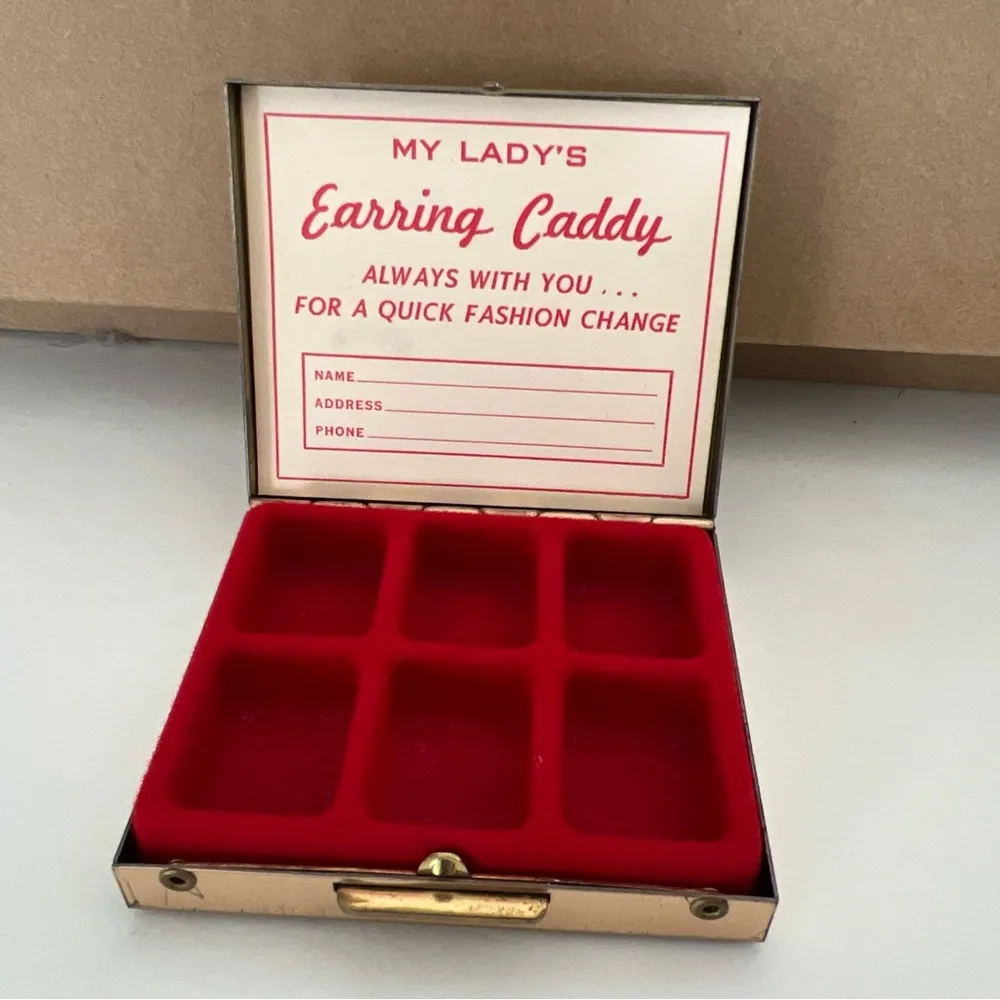 MY LADY'S
Earring Caddy
ALWAYS WITH YOU . . .
FOR A QUICK FASHION CHANGE
NAME
ADDRESS
PHONE